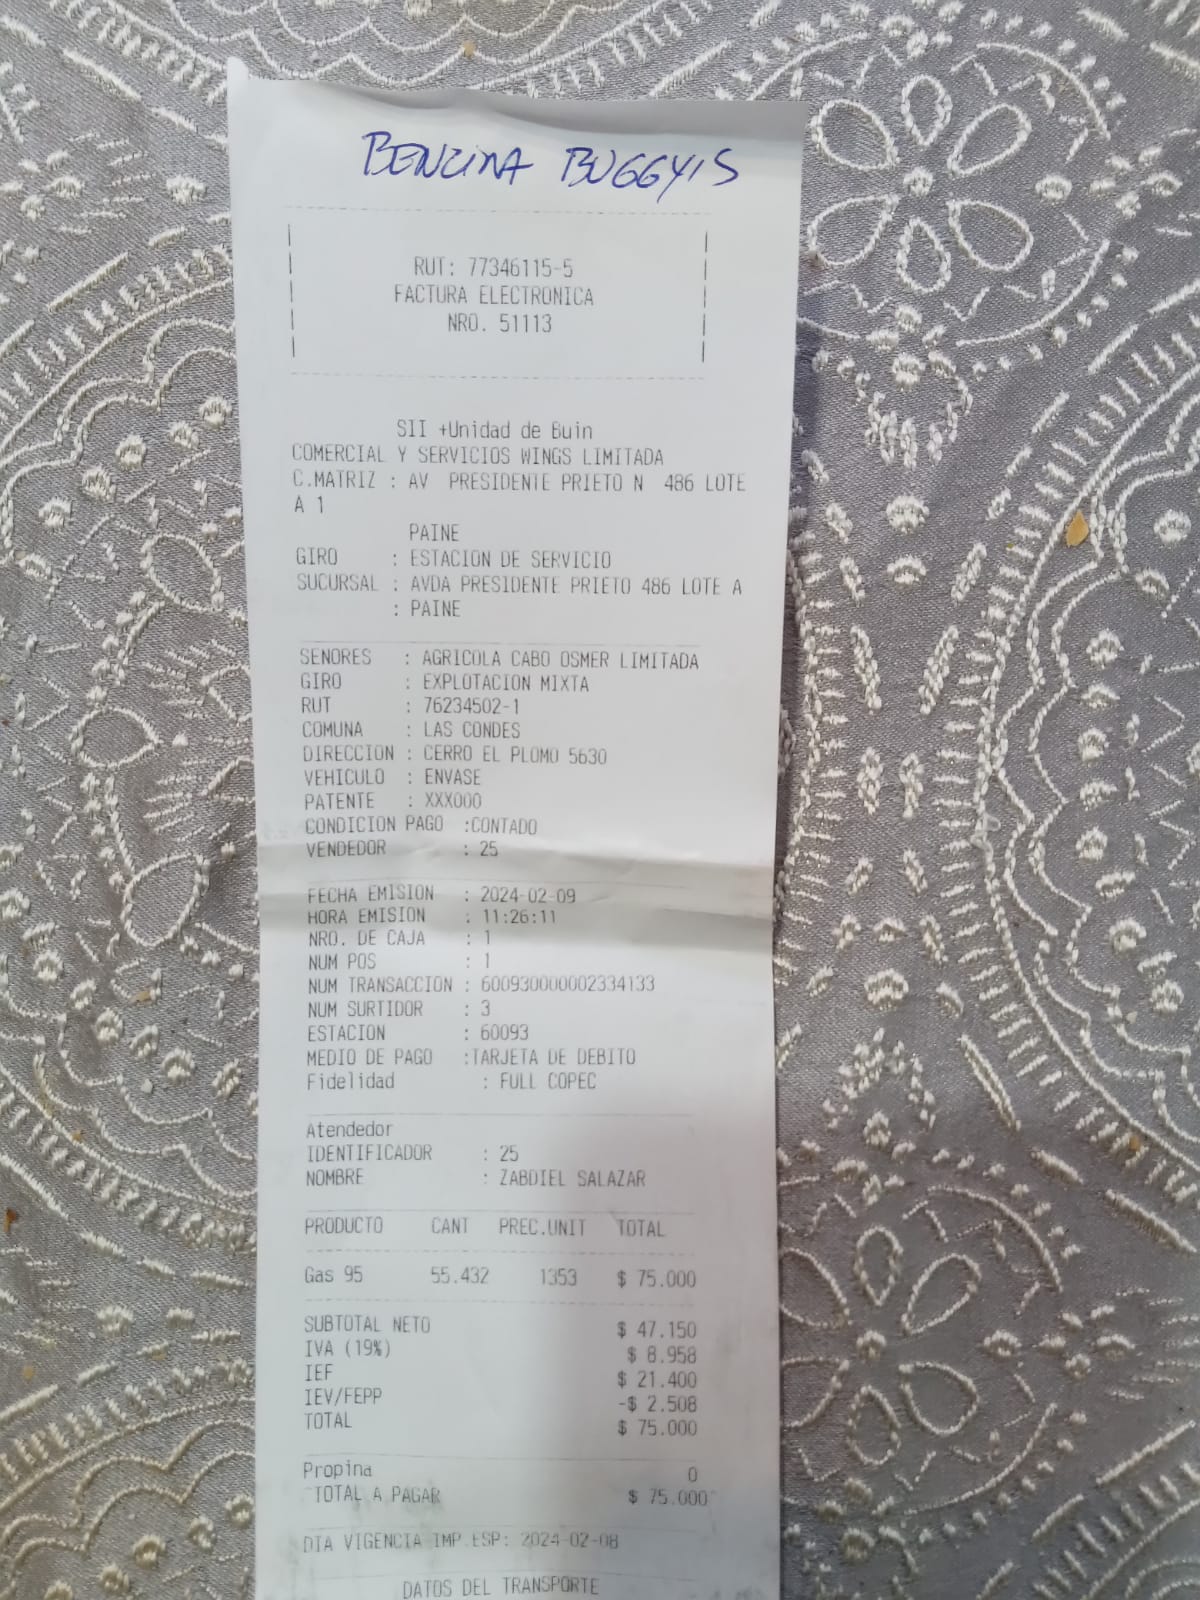 BENZINA BUGGYIS
RUT: 77346115-5
FACTURA ELECTRONICA
NRO. 51113
SII +Unidad de Buin
COMERCIAL Y SERVICIOS WINGS LIMITADA
C.MATRIZ : AV PRESIDENTE PRIETO N 486 LOTE
A 1
PAINE
GIRO : ESTACION DE SERVICIO
SUCURSAL : AVDA PRESIDENTE PRIETO 486 LOTE A
: PAINE
SENORES : AGRICOLA CABO OSMER LIMITADA
GIRO : EXPLOTACION MIXTA
RUT : 76234502-1
COMUNA : LAS CONDES
DIRECCION : CERRO EL PLOMO 5630
VEHICULO : ENVASE
PATENTE : XXX000
CONDICION PAGO :CONTADO
VENDEDOR : 25
FECHA EMISION : 2024-02-09
HORA EMISION : 11:26:11
NRO. DE CAJA : 1
NUM POS : 1
NUM TRANSACCION : 600930000002334133
NUM SURTIDOR : 3
ESTACION : 60093
MEDIO DE PAGO :TARJETA DE DEBITO
Fidelidad : FULL COPEC
Atendedor
IDENTIFICADOR : 25
NOMBRE : ZABDIEL SALAZAR
PRODUCTO CANT PREC.UNIT TOTAL
Gas 95 55.432 1353 $ 75.000
SUBTOTAL NETO $ 47.150
IVA (19%) $ 8.958
IEF $ 21.400
IEV/FEPP -$ 2.508
TOTAL $ 75.000
Propina 0
TOTAL A PAGAR $ 75.000
DIA VIGENCIA IMP.ESP: 2024-02-08
DATOS DEL TRANSPORTE